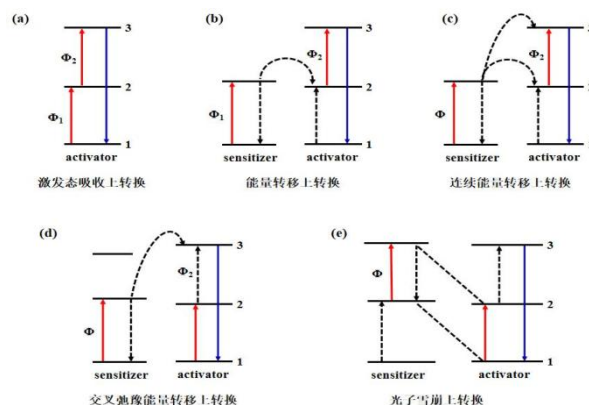 (a)
3
Φ₂
2
Φ₁
1
activator
激发态吸收上转换
(b)
3
Φ₂
2
Φ₁
1
sensitizer
activator
能量转移上转换
(c)
3
Φ₂
2
Φ
1
sensitizer
activator
连续能量转移上转换
(d)
3
Φ₂
2
Φ
1
sensitizer
activator
交叉弛豫能量转移上转换
(e)
3
Φ
2
1
sensitizer
activator
光子雪崩上转换